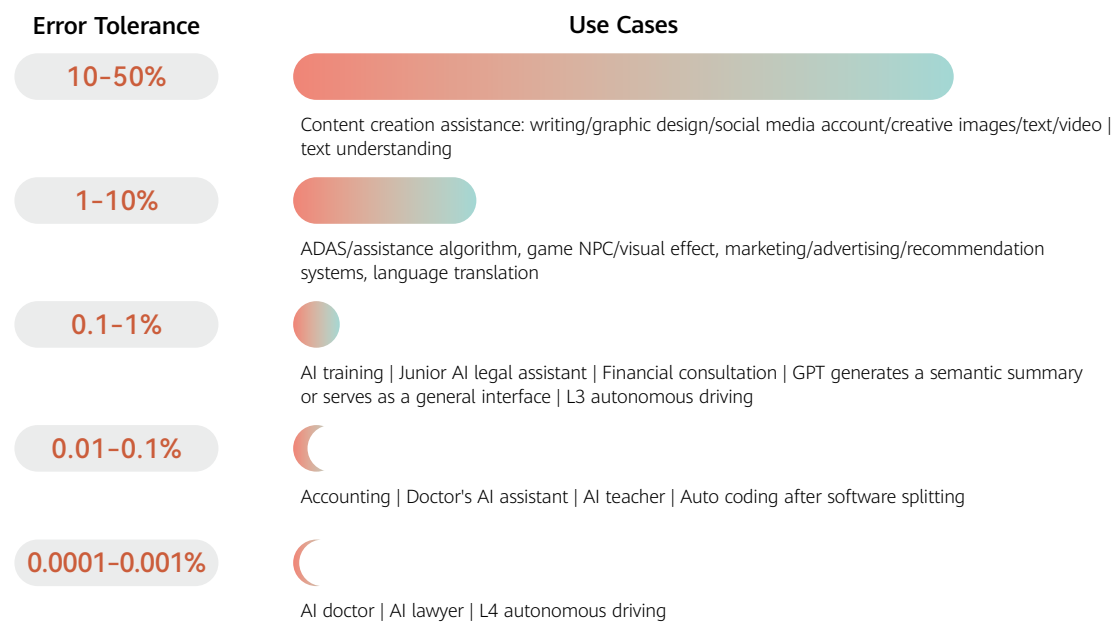 Error Tolerance
Use Cases
10–50%
Content creation assistance: writing/graphic design/social media account/creative images/text/video |
text understanding
1–10%
ADAS/assistance algorithm, game NPC/visual effect, marketing/advertising/recommendation
systems, language translation
0.1–1%
AI training | Junior AI legal assistant | Financial consultation | GPT generates a semantic summary
or serves as a general interface | L3 autonomous driving
0.01–0.1%
Accounting | Doctor's AI assistant | AI teacher | Auto coding after software splitting
0.0001–0.001%
AI doctor | AI lawyer | L4 autonomous driving